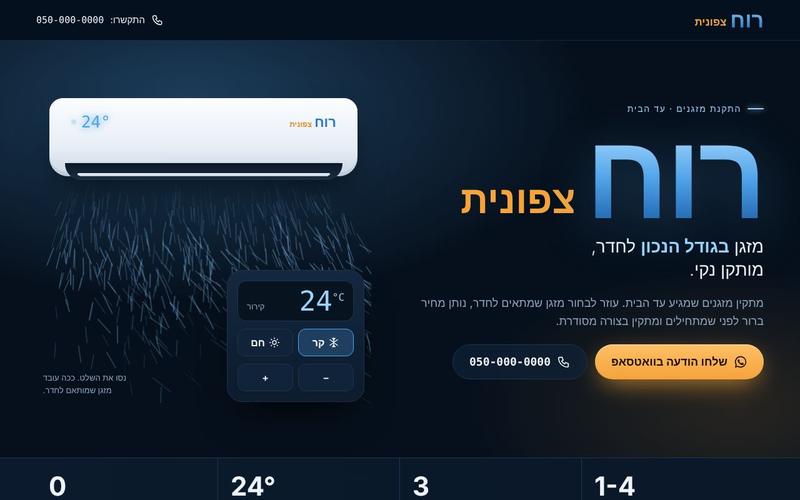 רוח צפונית
התקשרו: 050-000-0000
התקנת מזגנים · עד הבית
רוח צפונית
מזגן בגודל הנכון לחדר,
מותקן נקי.
מתקין מזגנים שמגיע עד הבית. עוזר לבחור מזגן שמתאים לחדר, נותן מחיר
ברור לפני שמתחילים ומתקין בצורה מסודרת.
שלחו הודעה בוואטסאפ
050-000-0000
רוח צפונית
24°
24°C
קירור
קר
חם
−
+
נסו את השלט. ככה עובד
מזגן שמותאם לחדר.
1-4
3
24°
0